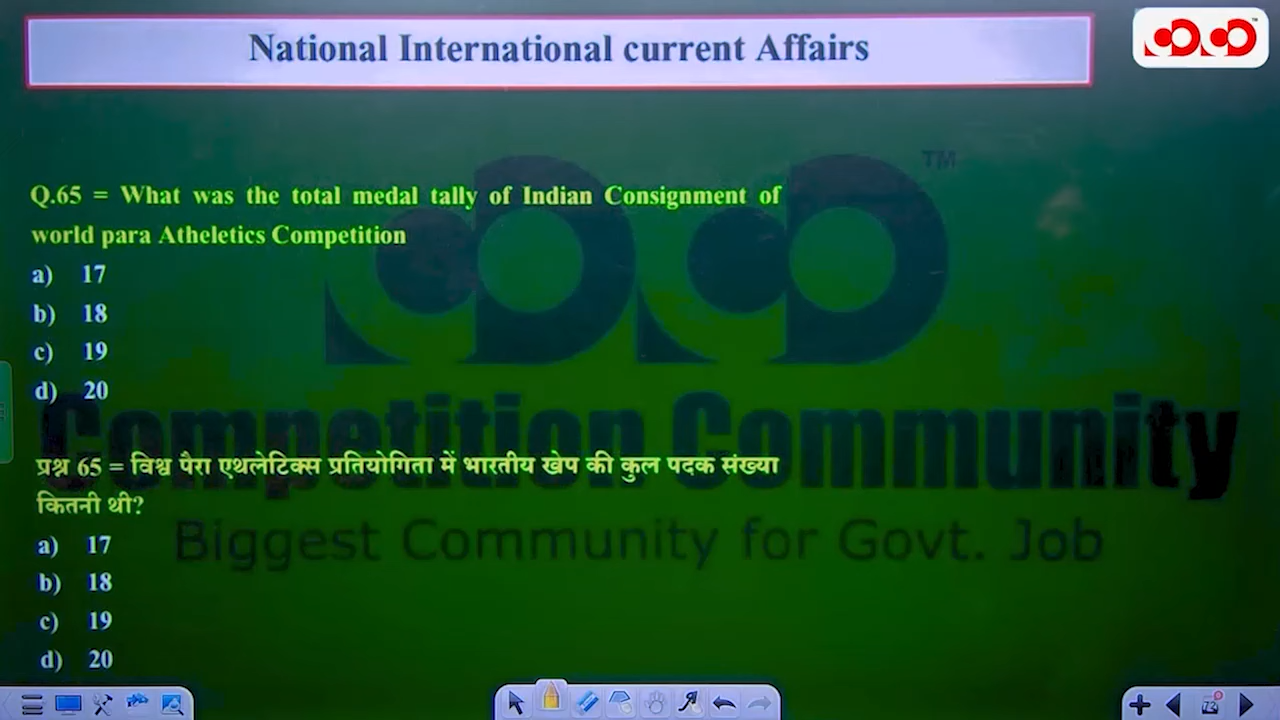 National International current Affairs
TM
Q.65 = What was the total medal tally of Indian Consignment of
world para Atheletics Competition
a) 17
b) 18
c) 19
d) 20
Competition Community
प्रश्न 65 = विश्व पैरा एथलेटिक्स प्रतियोगिता में भारतीय खेप की कुल पदक संख्या
कितनी थी?
Biggest Community for Govt. Job
a) 17
b) 18
c) 19
d) 20
72